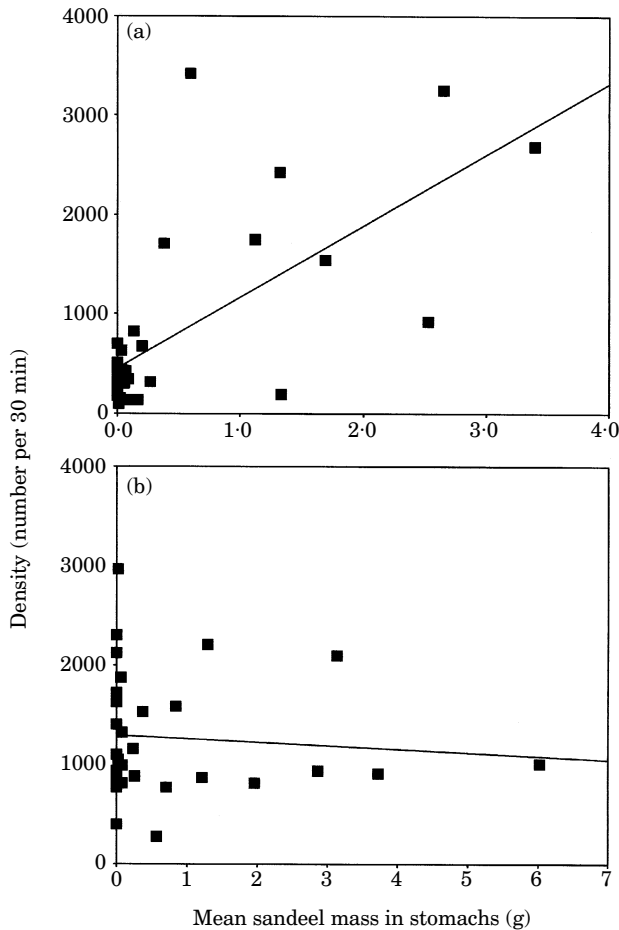 Density (number per 30 min)
(a)
4000
3000
2000
1000
0
0·0 1·0 2·0 3·0 4·0
(b)
4000
3000
2000
1000
0
0 1 2 3 4 5 6 7
Mean sandeel mass in stomachs (g)